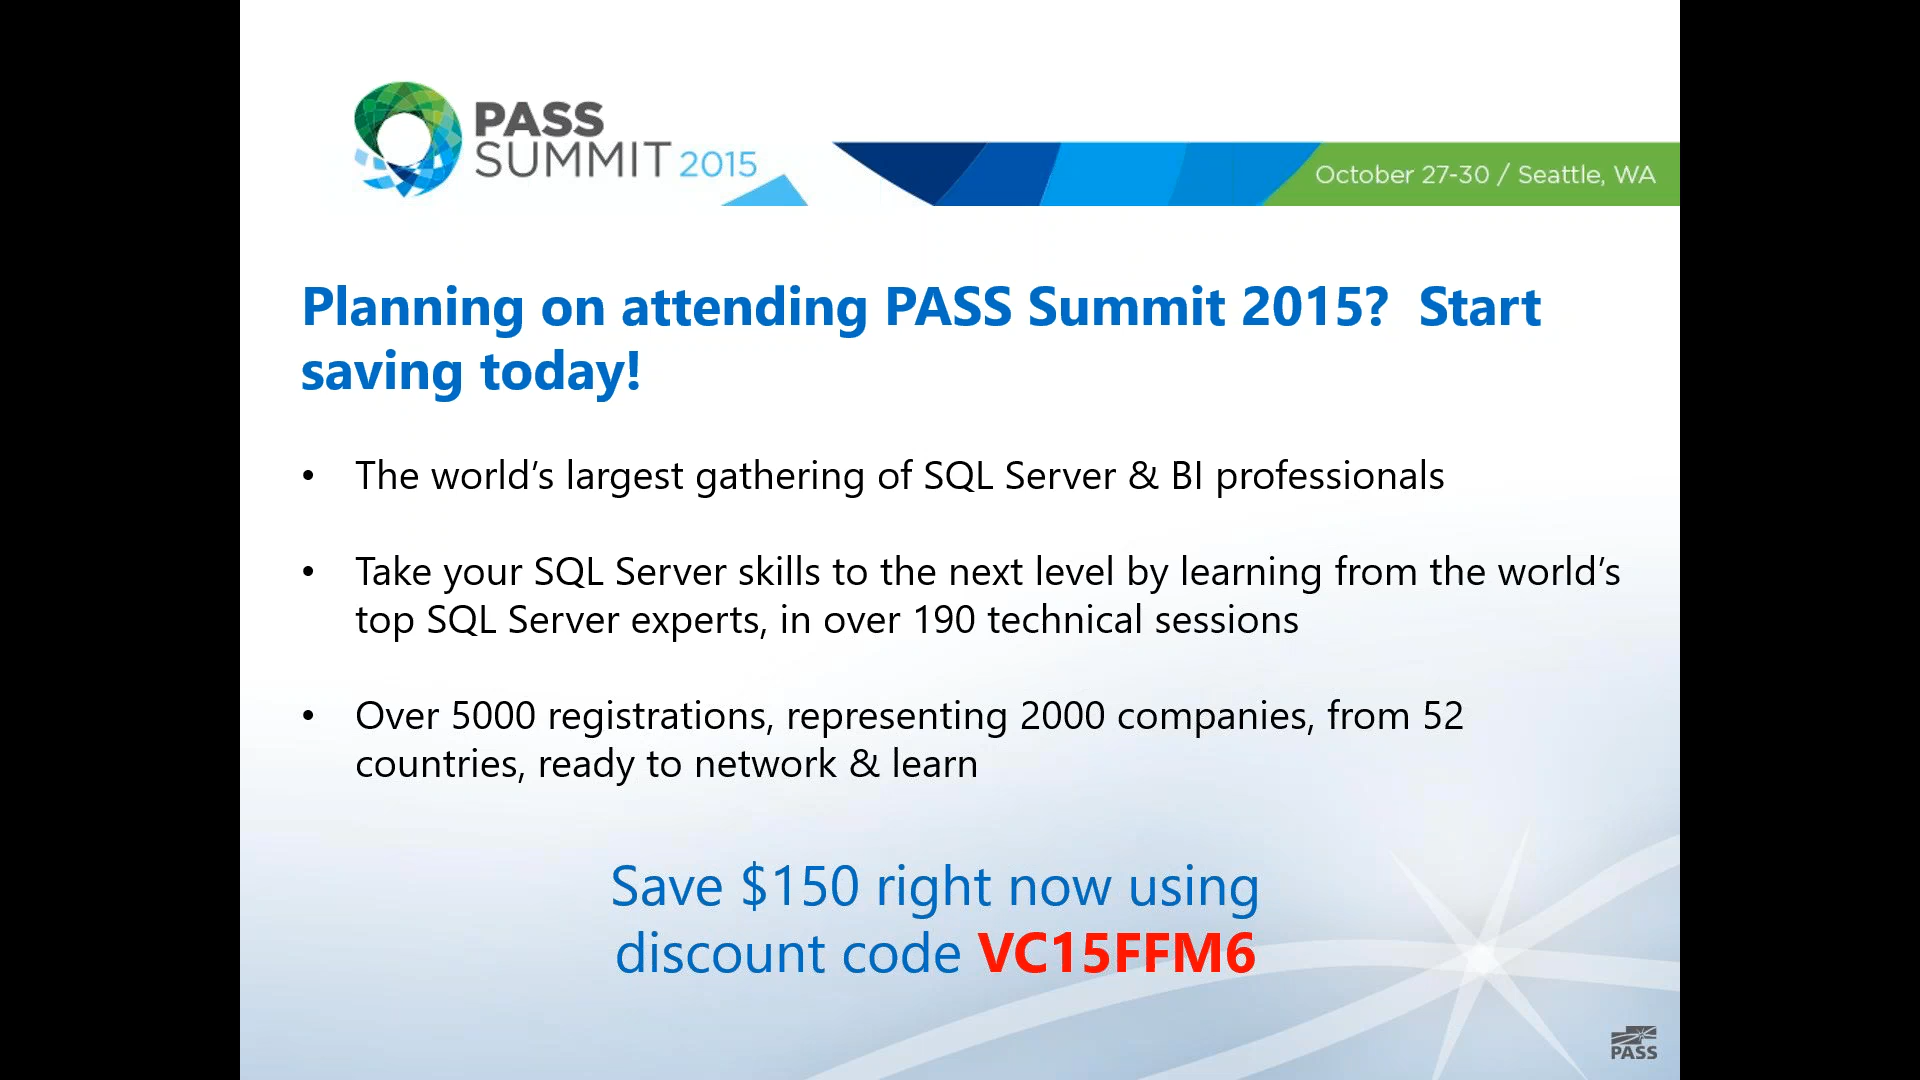 PASS
SUMMIT 2015
October 27-30 / Seattle, WA
Planning on attending PASS Summit 2015?  Start
saving today!
• The world’s largest gathering of SQL Server & BI professionals
• Take your SQL Server skills to the next level by learning from the world’s
top SQL Server experts, in over 190 technical sessions
• Over 5000 registrations, representing 2000 companies, from 52
countries, ready to network & learn
Save $150 right now using
discount code VC15FFM6
PASS